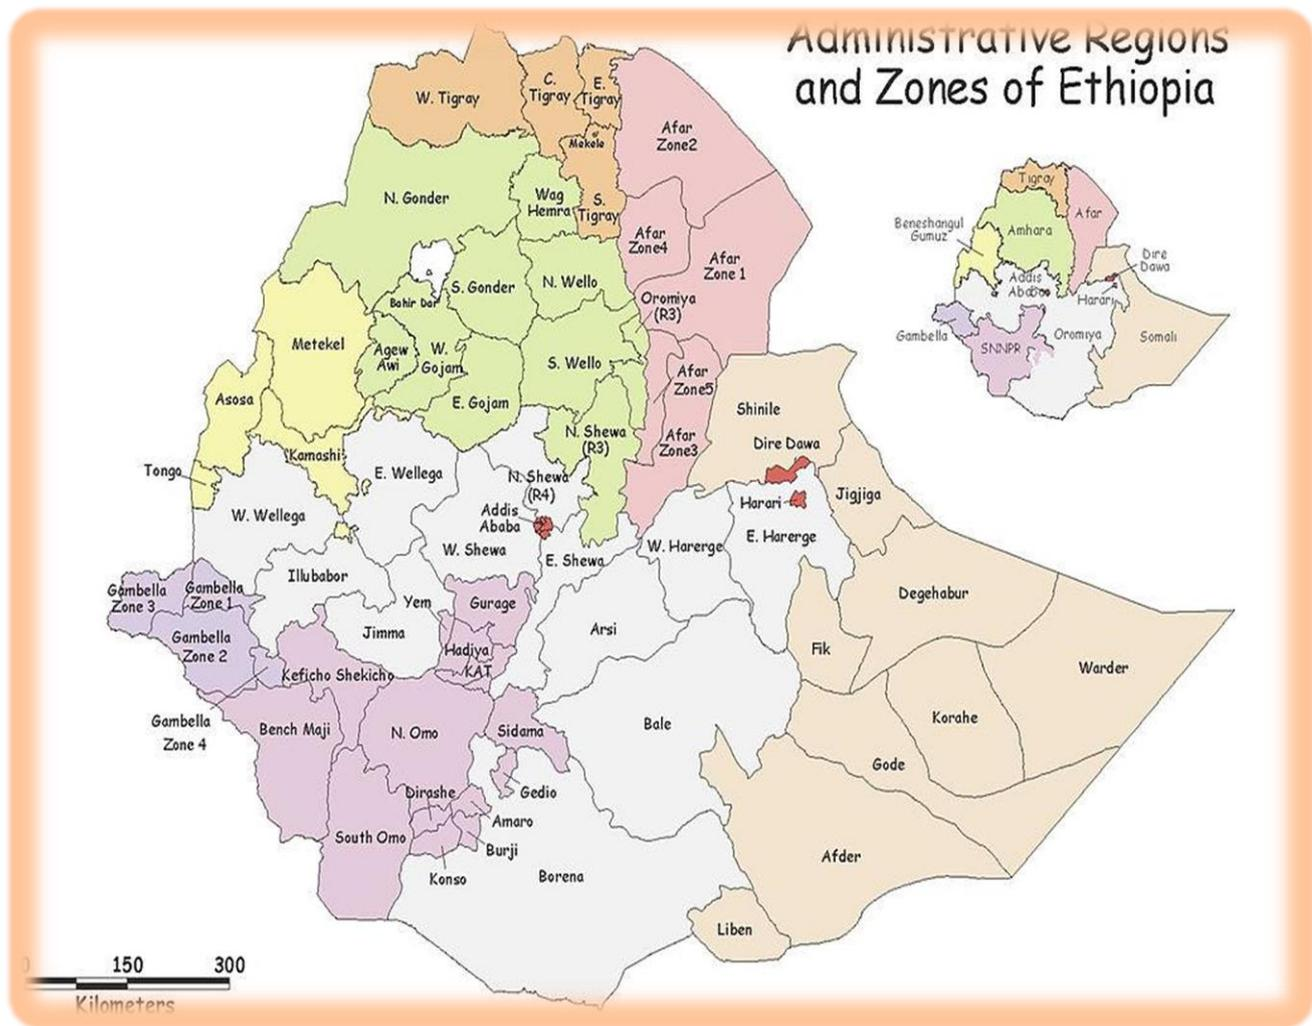 Administrative Regions
and Zones of Ethiopia
W. Tigray
C.
Tigray
E.
Tigray
Mekele
S.
Tigray
Afar
Zone2
N. Gonder
Wag
Hemra
Afar
Zone4
Afar
Zone 1
S. Gonder
N. Wello
Bahir Dar
Oromiya
(R3)
Metekel
Agew
Awi
W.
Gojam
S. Wello
Afar
Zone5
Asosa
E. Gojam
N. Shewa
(R3)
Afar
Zone3
Shinile
Dire Dawa
Tongo
Kamashi
E. Wellega
N. Shewa
(R4)
Harari
Jigjiga
W. Wellega
Addis
Ababa
W. Shewa
E. Shewa
W. Harerge
E. Harerge
Gambella
Zone 3
Gambella
Zone 1
Illubabor
Yem
Gurage
Degehabur
Gambella
Zone 2
Jimma
Hadiya
KAT
Arsi
Fik
Warder
Keficho Shekicho
Gambella
Zone 4
Bench Maji
N. Omo
Sidama
Bale
Korahe
Gode
Dirashe
Gedio
Amaro
South Omo
Burji
Konso
Borena
Afder
Liben
Tigray
Afar
Beneshangul
Gumuz
Amhara
Dire
Dawa
Addis
Ababa
Harari
Gambella
SNNPR
Oromiya
Somali
0 150 300
Kilometers